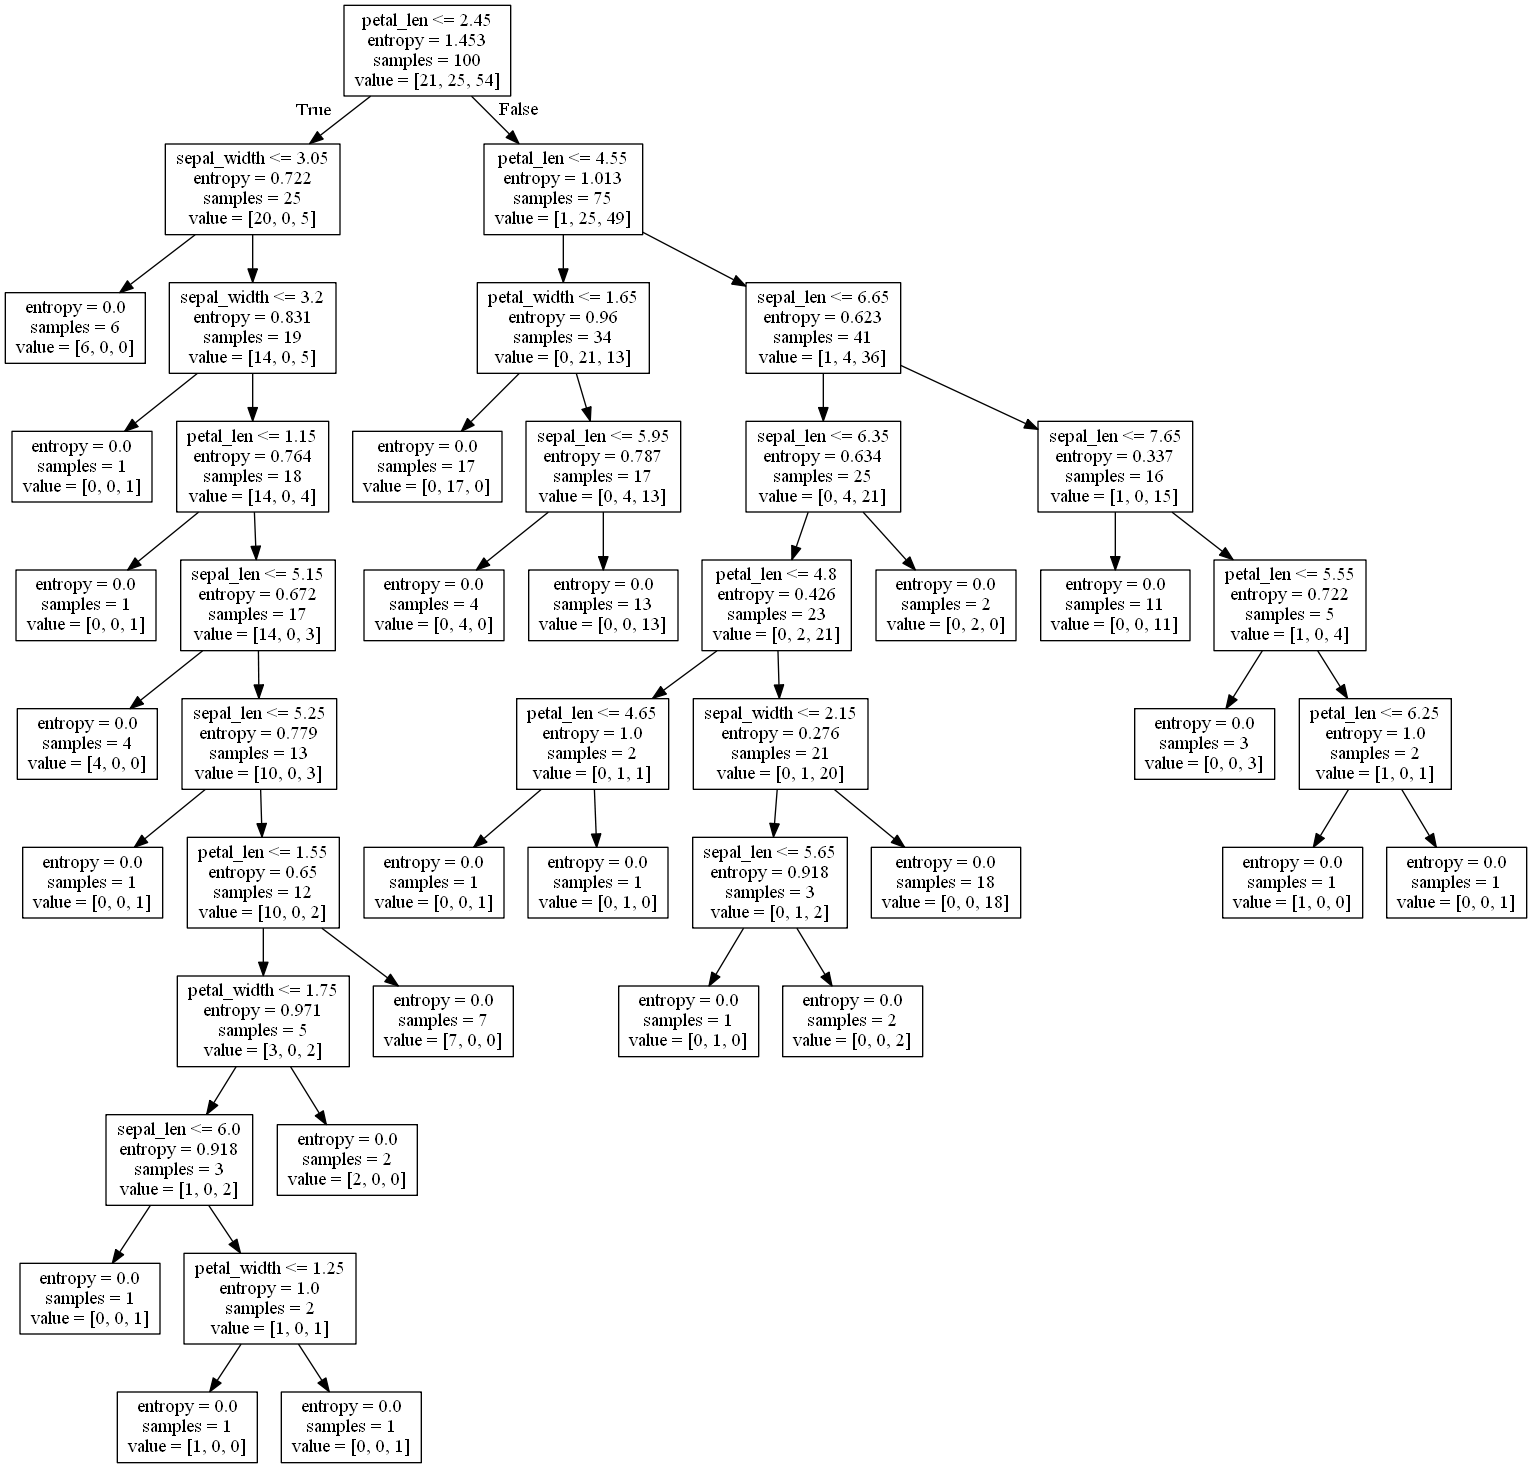 petal_len <= 2.45
entropy = 1.453
samples = 100
value = [21, 25, 54]
True
False
sepal_width <= 3.05
entropy = 0.722
samples = 25
value = [20, 0, 5]
petal_len <= 4.55
entropy = 1.013
samples = 75
value = [1, 25, 49]
entropy = 0.0
samples = 6
value = [6, 0, 0]
sepal_width <= 3.2
entropy = 0.831
samples = 19
value = [14, 0, 5]
petal_width <= 1.65
entropy = 0.96
samples = 34
value = [0, 21, 13]
sepal_len <= 6.65
entropy = 0.623
samples = 41
value = [1, 4, 36]
entropy = 0.0
samples = 1
value = [0, 0, 1]
petal_len <= 1.15
entropy = 0.764
samples = 18
value = [14, 0, 4]
entropy = 0.0
samples = 17
value = [0, 17, 0]
sepal_len <= 5.95
entropy = 0.787
samples = 17
value = [0, 4, 13]
sepal_len <= 6.35
entropy = 0.634
samples = 25
value = [0, 4, 21]
sepal_len <= 7.65
entropy = 0.337
samples = 16
value = [1, 0, 15]
entropy = 0.0
samples = 1
value = [0, 0, 1]
sepal_len <= 5.15
entropy = 0.672
samples = 17
value = [14, 0, 3]
entropy = 0.0
samples = 4
value = [0, 4, 0]
entropy = 0.0
samples = 13
value = [0, 0, 13]
petal_len <= 4.8
entropy = 0.426
samples = 23
value = [0, 2, 21]
entropy = 0.0
samples = 2
value = [0, 2, 0]
entropy = 0.0
samples = 11
value = [0, 0, 11]
petal_len <= 5.55
entropy = 0.722
samples = 5
value = [1, 0, 4]
entropy = 0.0
samples = 4
value = [4, 0, 0]
sepal_len <= 5.25
entropy = 0.779
samples = 13
value = [10, 0, 3]
petal_len <= 4.65
entropy = 1.0
samples = 2
value = [0, 1, 1]
sepal_width <= 2.15
entropy = 0.276
samples = 21
value = [0, 1, 20]
entropy = 0.0
samples = 3
value = [0, 0, 3]
petal_len <= 6.25
entropy = 1.0
samples = 2
value = [1, 0, 1]
entropy = 0.0
samples = 1
value = [0, 0, 1]
petal_len <= 1.55
entropy = 0.65
samples = 12
value = [10, 0, 2]
entropy = 0.0
samples = 1
value = [0, 0, 1]
entropy = 0.0
samples = 1
value = [0, 1, 0]
sepal_len <= 5.65
entropy = 0.918
samples = 3
value = [0, 1, 2]
entropy = 0.0
samples = 18
value = [0, 0, 18]
entropy = 0.0
samples = 1
value = [1, 0, 0]
entropy = 0.0
samples = 1
value = [0, 0, 1]
petal_width <= 1.75
entropy = 0.971
samples = 5
value = [3, 0, 2]
entropy = 0.0
samples = 7
value = [7, 0, 0]
entropy = 0.0
samples = 1
value = [0, 1, 0]
entropy = 0.0
samples = 2
value = [0, 0, 2]
sepal_len <= 6.0
entropy = 0.918
samples = 3
value = [1, 0, 2]
entropy = 0.0
samples = 2
value = [2, 0, 0]
entropy = 0.0
samples = 1
value = [0, 0, 1]
petal_width <= 1.25
entropy = 1.0
samples = 2
value = [1, 0, 1]
entropy = 0.0
samples = 1
value = [1, 0, 0]
entropy = 0.0
samples = 1
value = [0, 0, 1]